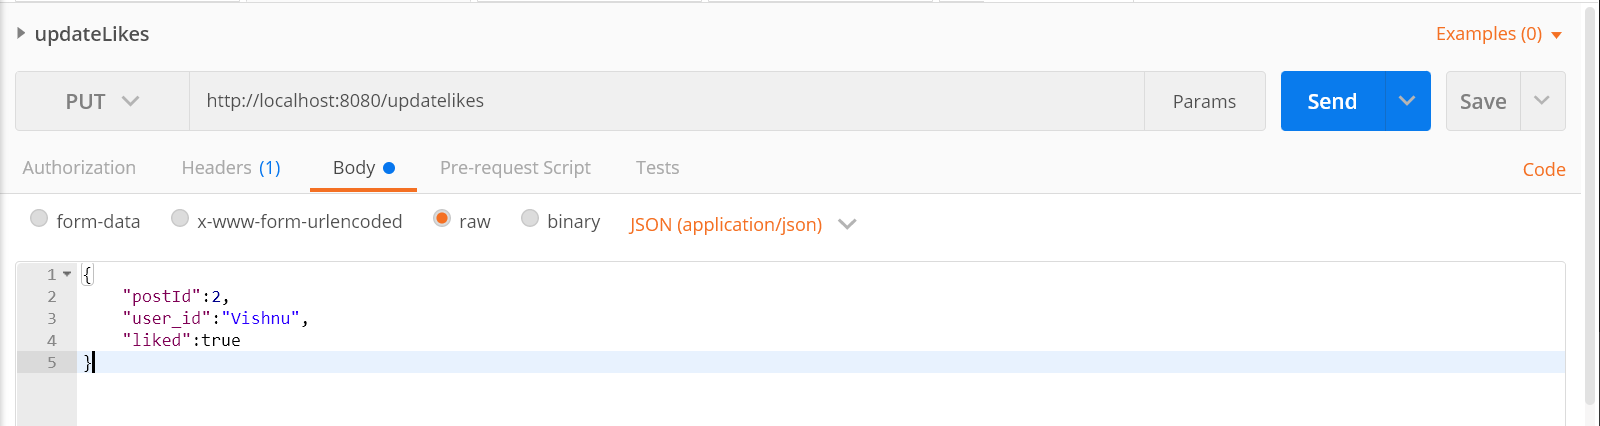 updateLikes
Examples (0)
PUT http://localhost:8080/updatelikes Params Send Save
Authorization Headers (1) Body Pre-request Script Tests Code
form-data x-www-form-urlencoded raw binary JSON (application/json)
1 {
2 "postId":2,
3 "user_id":"Vishnu",
4 "liked":true
5 }